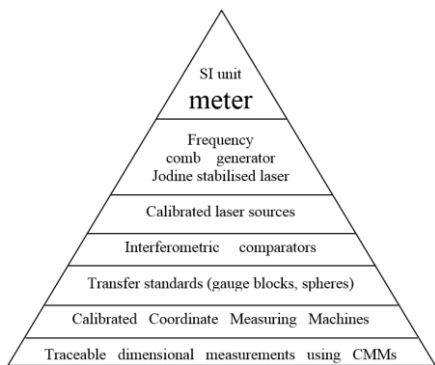 SI unit
meter
Frequency
comb generator
Jodine stabilised laser
Calibrated laser sources
Interferometric comparators
Transfer standards (gauge blocks, spheres)
Calibrated Coordinate Measuring Machines
Traceable dimensional measurements using CMMs